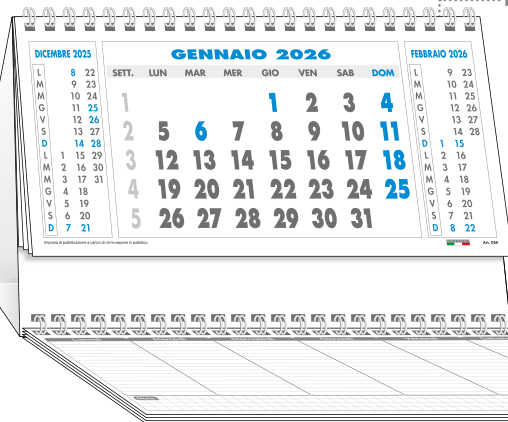 DICEMBRE 2025
L 8 22
M 9 23
M 10 24
G 11 25
V 12 26
S 13 27
D 14 28
L 1 15 29
M 2 16 30
M 3 17 31
G 4 18
V 5 19
S 6 20
D 7 21
GENNAIO 2026
SETT. LUN MAR MER GIO VEN SAB DOM
1 1 2 3 4
2 5 6 7 8 9 10 11
3 12 13 14 15 16 17 18
4 19 20 21 22 23 24 25
5 26 27 28 29 30 31
FEBBRAIO 2026
L 9 23
M 10 24
M 11 25
G 12 26
V 13 27
S 14 28
D 1 15
L 2 16
M 3 17
M 4 18
G 5 19
V 6 20
S 7 21
D 8 22
Art.